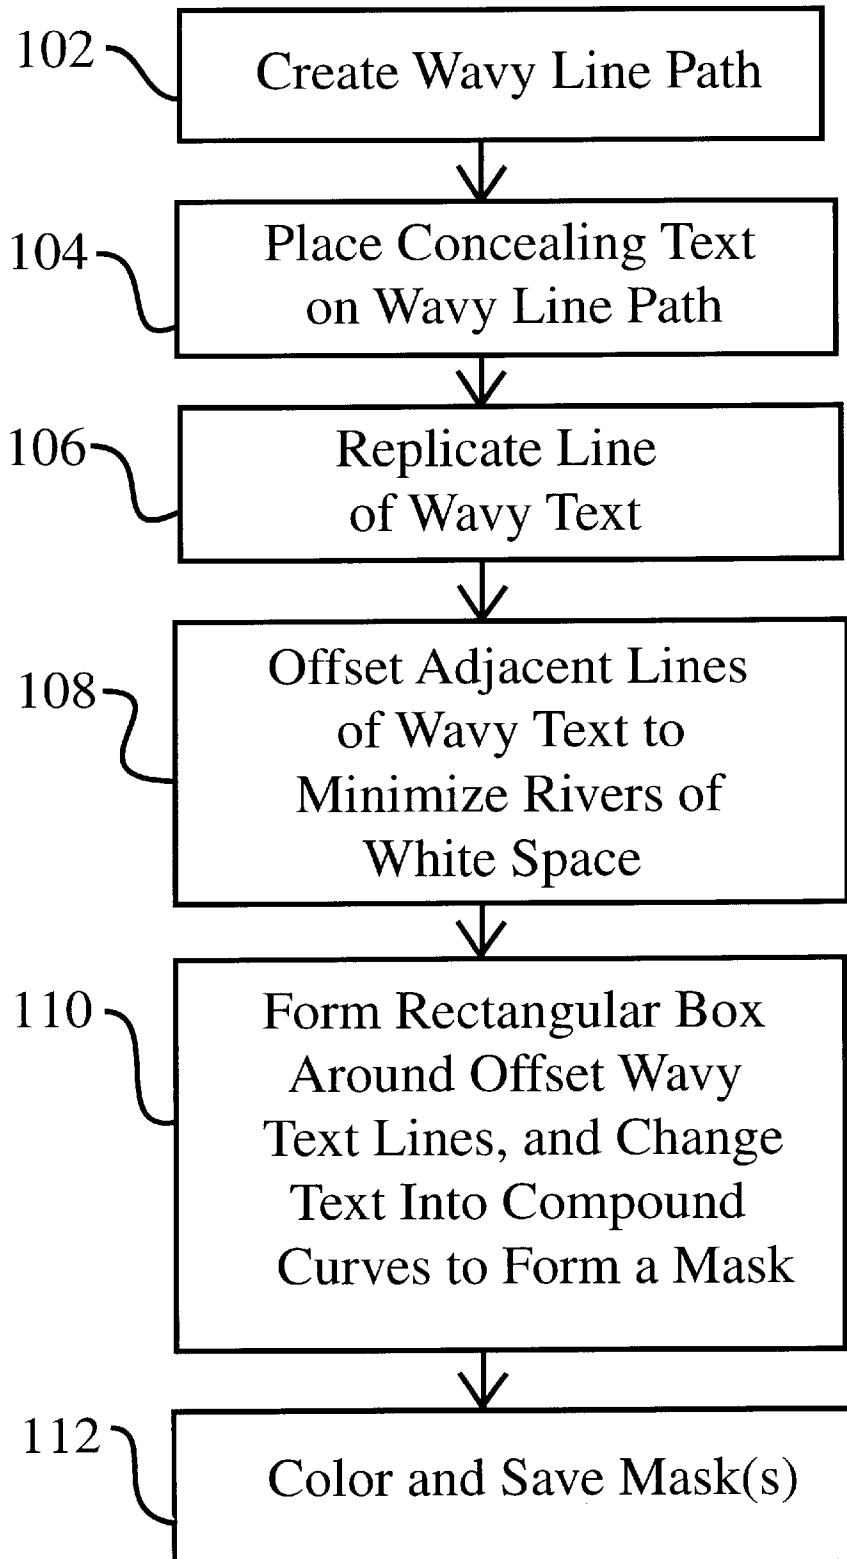 102
Create Wavy Line Path
104
Place Concealing Text
on Wavy Line Path
106
Replicate Line
of Wavy Text
108
Offset Adjacent Lines
of Wavy Text to
Minimize Rivers of
White Space
110
Form Rectangular Box
Around Offset Wavy
Text Lines, and Change
Text Into Compound
Curves to Form a Mask
112
Color and Save Mask(s)